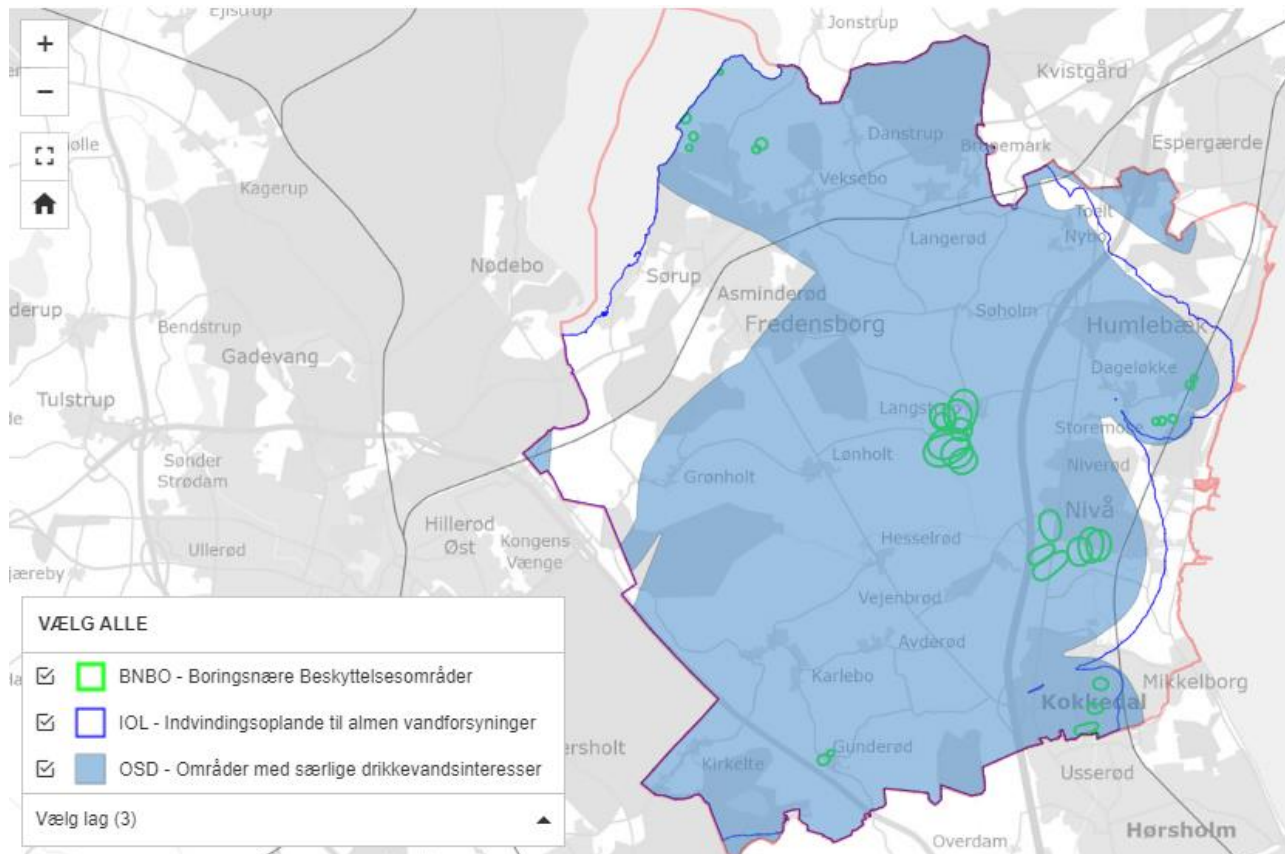 Ejlstrup
Jonstrup
+
Kvistgård
−
Danstrup
Espergærde
Kagerup
Veksebo
Toelt
Langerød
Nybo
Nødebo
Sørup
Asminderød
Søholm
Bendstrup
Fredensborg
Humlebæk
Gadevang
Dageløkke
Tulstrup
Langstrup
Storemose
Sønder
Strødam
Lønholt
Niverød
Grønholt
Nivå
Hillerød
Øst
Kongens
Vænge
Hesselrød
Ullerød
Vejenbrød
Avderød
Karlebo
Mikkelborg
Kokkedal
Gunderød
Kirkelte
Usserød
Overdam
Hørsholm
VÆLG ALLE
BNBO - Boringsnære Beskyttelsesområder
IOL - Indvindingsoplande til almen vandforsyninger
OSD - Områder med særlige drikkevandsinteresser
Vælg lag (3)